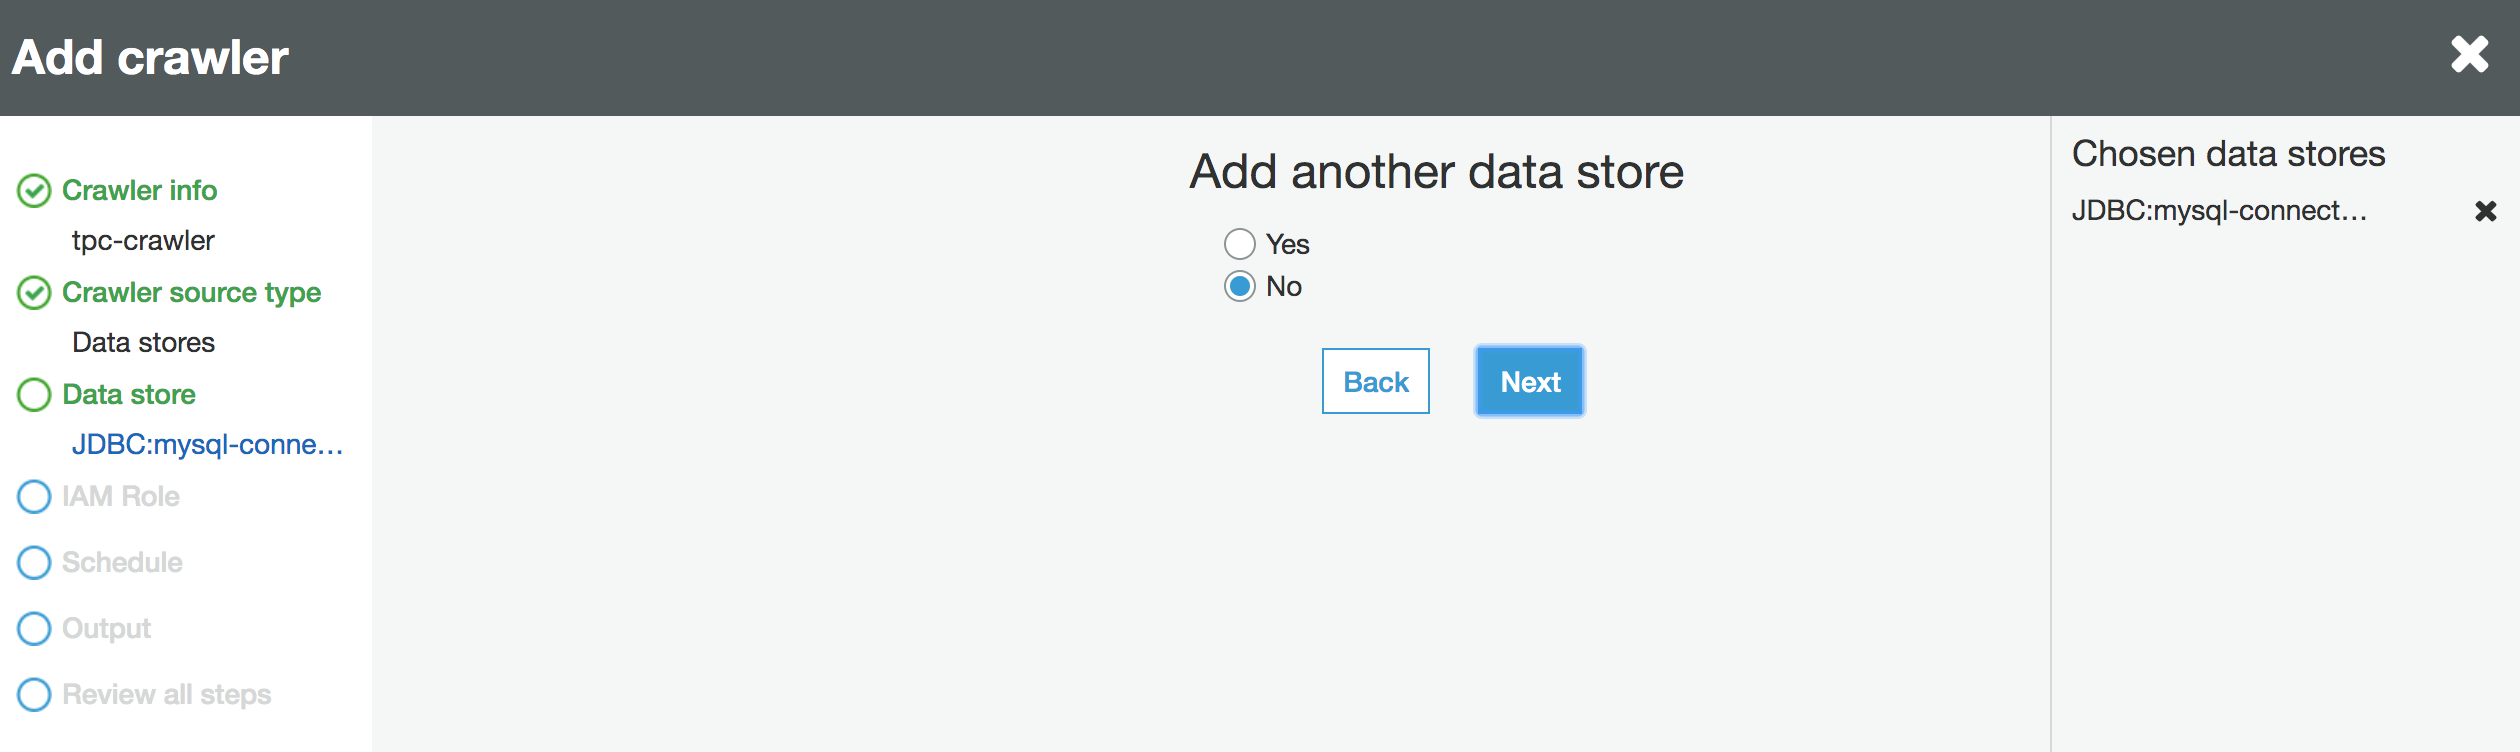 Add crawler
Crawler info
tpc-crawler
Crawler source type
Data stores
Data store
JDBC:mysql-conne...
IAM Role
Schedule
Output
Review all steps
Add another data store
Yes
No
Back Next
Chosen data stores
JDBC:mysql-connect...